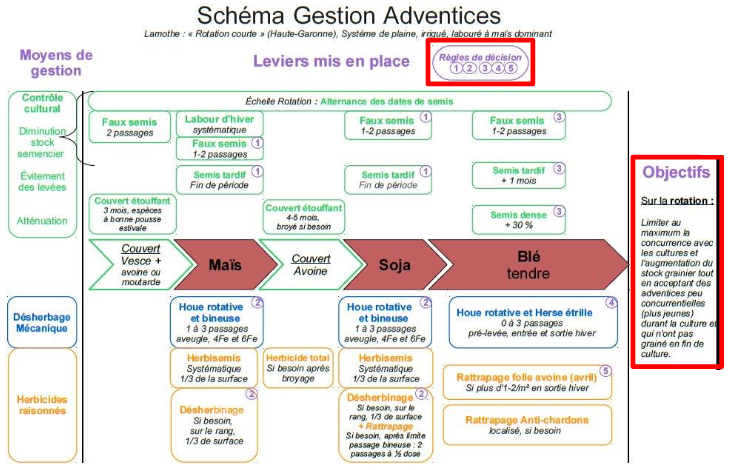 Schéma Gestion Adventices
Lamothe : « Rotation courte » (Haute-Garonne), Système de plaine, irrigué, labouré à maïs dominant
Moyens de
gestion
Leviers mis en place
Règles de décision
1 2 3 4 5
Contrôle
cultural
Échelle Rotation : Alternance des dates de semis
Diminution
stock
semencier
Faux semis
2 passages
Labour d'hiver
systématique
Faux semis 1
1-2 passages
Faux semis 1
1-2 passages
Faux semis 3
1-2 passages
Évitement
des levées
Semis tardif 1
Fin de période
Semis tardif 1
Fin de période
Semis tardif 3
+ 1 mois
Atténuation
Couvert étouffant
3 mois, espèces
à bonne pousse
estivale
Couvert étouffant
4-5 mois,
broyé si besoin
Semis dense 3
+ 30 %
Couvert
Vesce +
avoine ou
moutarde
Maïs
Couvert
Avoine
Soja
Blé
tendre
Désherbage
Mécanique
Houe rotative 2
et bineuse
1 à 3 passages
aveugle, 4Fe et 6Fe
Houe rotative 2
et bineuse
1 à 3 passages
aveugle, 4Fe et 6Fe
Houe rotative et Herse étrille 4
0 à 3 passages
pré-levée, entrée et sortie hiver
Herbicides
raisonnés
Herbisemis
Systématique
1/3 de la surface
Herbicide total
Si besoin après
broyage
Herbisemis
Systématique
1/3 de la surface
Rattrapage folle avoine (avril) 5
Si plus d'1-2/m² en sortie hiver
Désherbinage 2
Si besoin,
sur le rang,
1/3 de surface
Désherbinage 2
Si besoin, sur le
rang, 1/3 de surface
+ Rattrapage
Si besoin, après limite
passage bineuse : 2
passages à ½ dose
Rattrapage Anti-chardons
localisé, si besoin
Objectifs
Sur la rotation :
Limiter au
maximum la
concurrence avec
les cultures et
l'augmentation du
stock grainier tout
en acceptant des
adventices peu
concurrentielles
(plus jeunes)
durant la culture et
qui n'ont pas
grainé en fin de
culture.